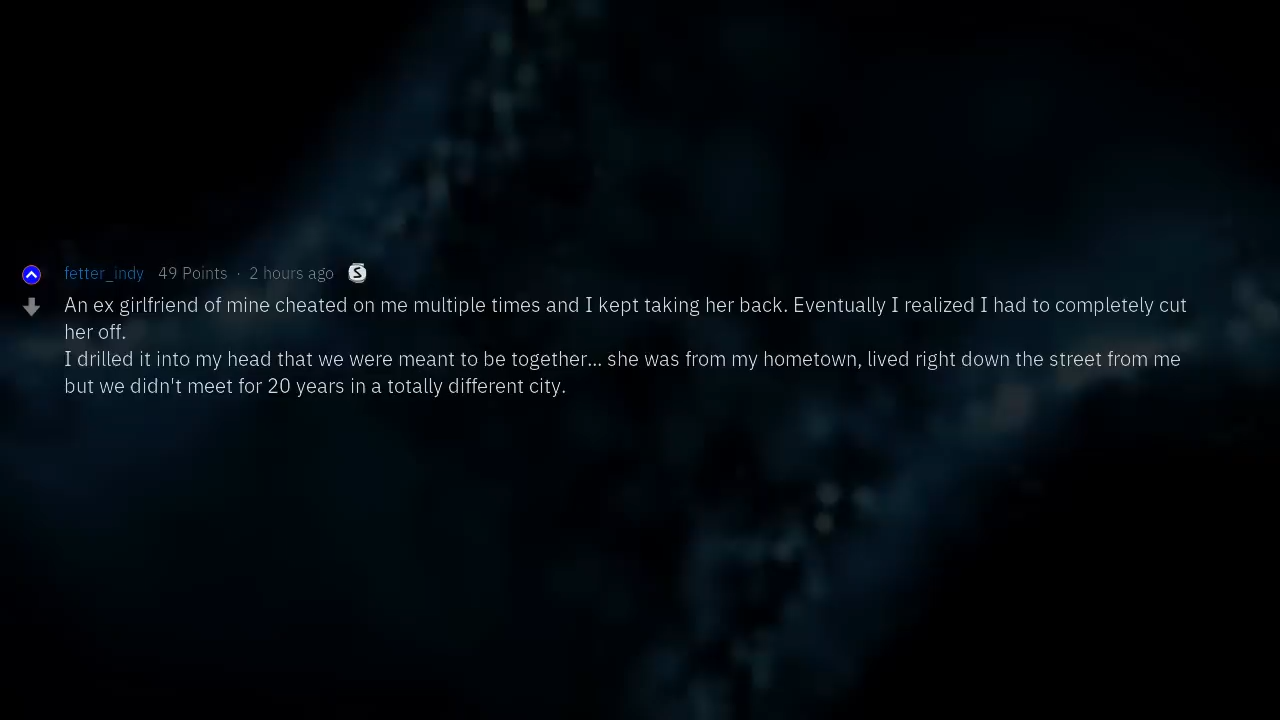 fetter_indy 49 Points · 2 hours ago S
An ex girlfriend of mine cheated on me multiple times and I kept taking her back. Eventually I realized I had to completely cut
her off.
I drilled it into my head that we were meant to be together... she was from my hometown, lived right down the street from me
but we didn't meet for 20 years in a totally different city.